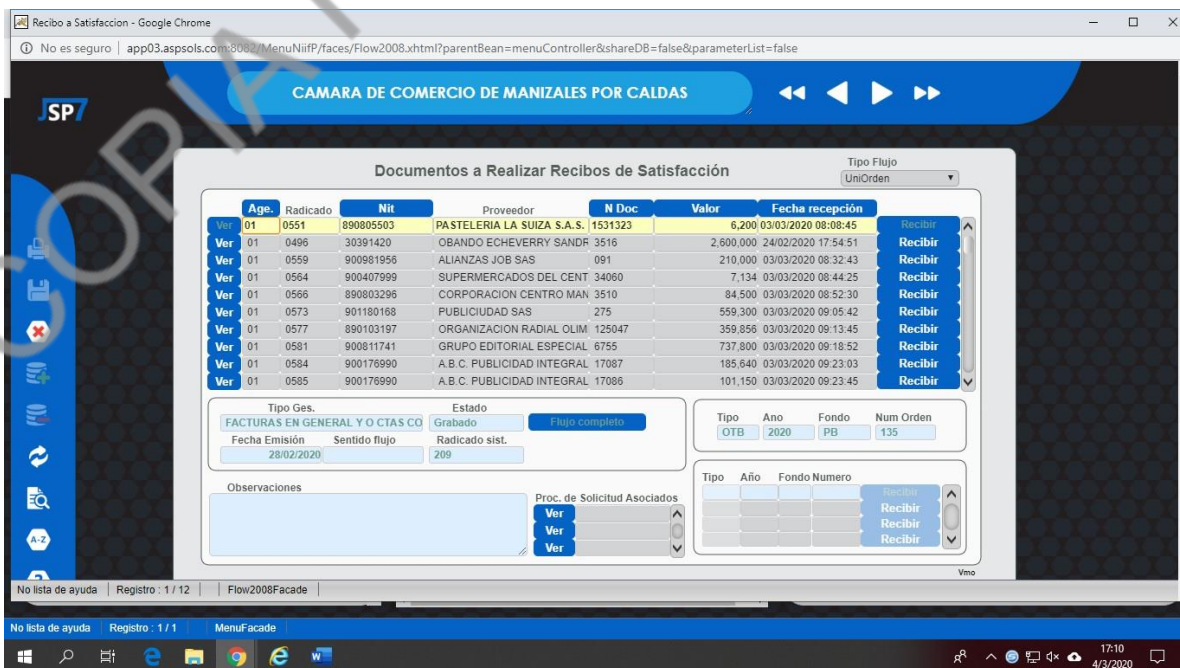 Recibo a Satisfaccion - Google Chrome
No es seguro | app03.aspsols.com:8082/MenuNiifP/faces/Flow2008.xhtml?parentBean=menuController&shareDB=false&parameterList=false
JSP7
CAMARA DE COMERCIO DE MANIZALES POR CALDAS
Documentos a Realizar Recibos de Satisfacción
Tipo Flujo
UniOrden
Age. Radicado Nit Proveedor N Doc Valor Fecha recepción
Ver 01 0551 890805503 PASTELERIA LA SUIZA S.A.S. 1531323 6,200 03/03/2020 08:08:45 Recibir
Ver 01 0496 30391420 OBANDO ECHEVERRY SANDR 3516 2,600,000 24/02/2020 17:54:51 Recibir
Ver 01 0559 900981956 ALIANZAS JOB SAS 091 210,000 03/03/2020 08:32:43 Recibir
Ver 01 0564 900407999 SUPERMERCADOS DEL CENT 34060 7,134 03/03/2020 08:44:25 Recibir
Ver 01 0566 890803296 CORPORACION CENTRO MAN 3510 84,500 03/03/2020 08:52:30 Recibir
Ver 01 0573 901180168 PUBLICIUDAD SAS 275 559,300 03/03/2020 09:05:42 Recibir
Ver 01 0577 890103197 ORGANIZACION RADIAL OLIM 125047 359,856 03/03/2020 09:13:45 Recibir
Ver 01 0581 900811741 GRUPO EDITORIAL ESPECIAL 6755 737,800 03/03/2020 09:18:52 Recibir
Ver 01 0584 900176990 A.B.C. PUBLICIDAD INTEGRAL 17087 185,640 03/03/2020 09:23:03 Recibir
Ver 01 0585 900176990 A.B.C. PUBLICIDAD INTEGRAL 17086 101,150 03/03/2020 09:23:45 Recibir
Tipo Ges. Estado
FACTURAS EN GENERAL Y O CTAS CO Grabado Flujo completo
Fecha Emisión Sentido flujo Radicado sist.
28/02/2020 209
Tipo Ano Fondo Num Orden
OTB 2020 PB 135
Observaciones
Proc. de Solicitud Asociados
Ver
Ver
Ver
Tipo Año Fondo Numero
Recibir
Recibir
Recibir
Recibir
Vmo
A-Z
No lista de ayuda Registro : 1 / 12 Flow2008Facade
No lista de ayuda Registro : 1 / 1 MenuFacade
17:10
4/3/2020
COPIA